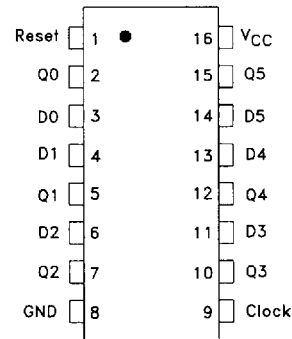 Reset 1 16 VCC
Q0 2 15 Q5
D0 3 14 D5
D1 4 13 D4
Q1 5 12 Q4
D2 6 11 D3
Q2 7 10 Q3
GND 8 9 Clock